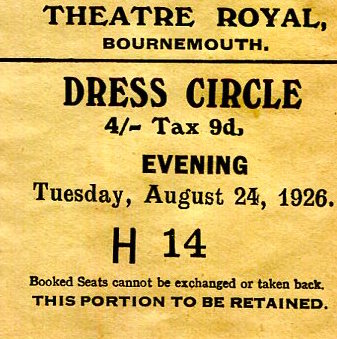 THEATRE ROYAL,
BOURNEMOUTH.
DRESS CIRCLE
4/- Tax 9d,
EVENING
Tuesday, August 24, 1926.
H 14
Booked Seats cannot be exchanged or taken back.
THIS PORTION TO BE RETAINED.